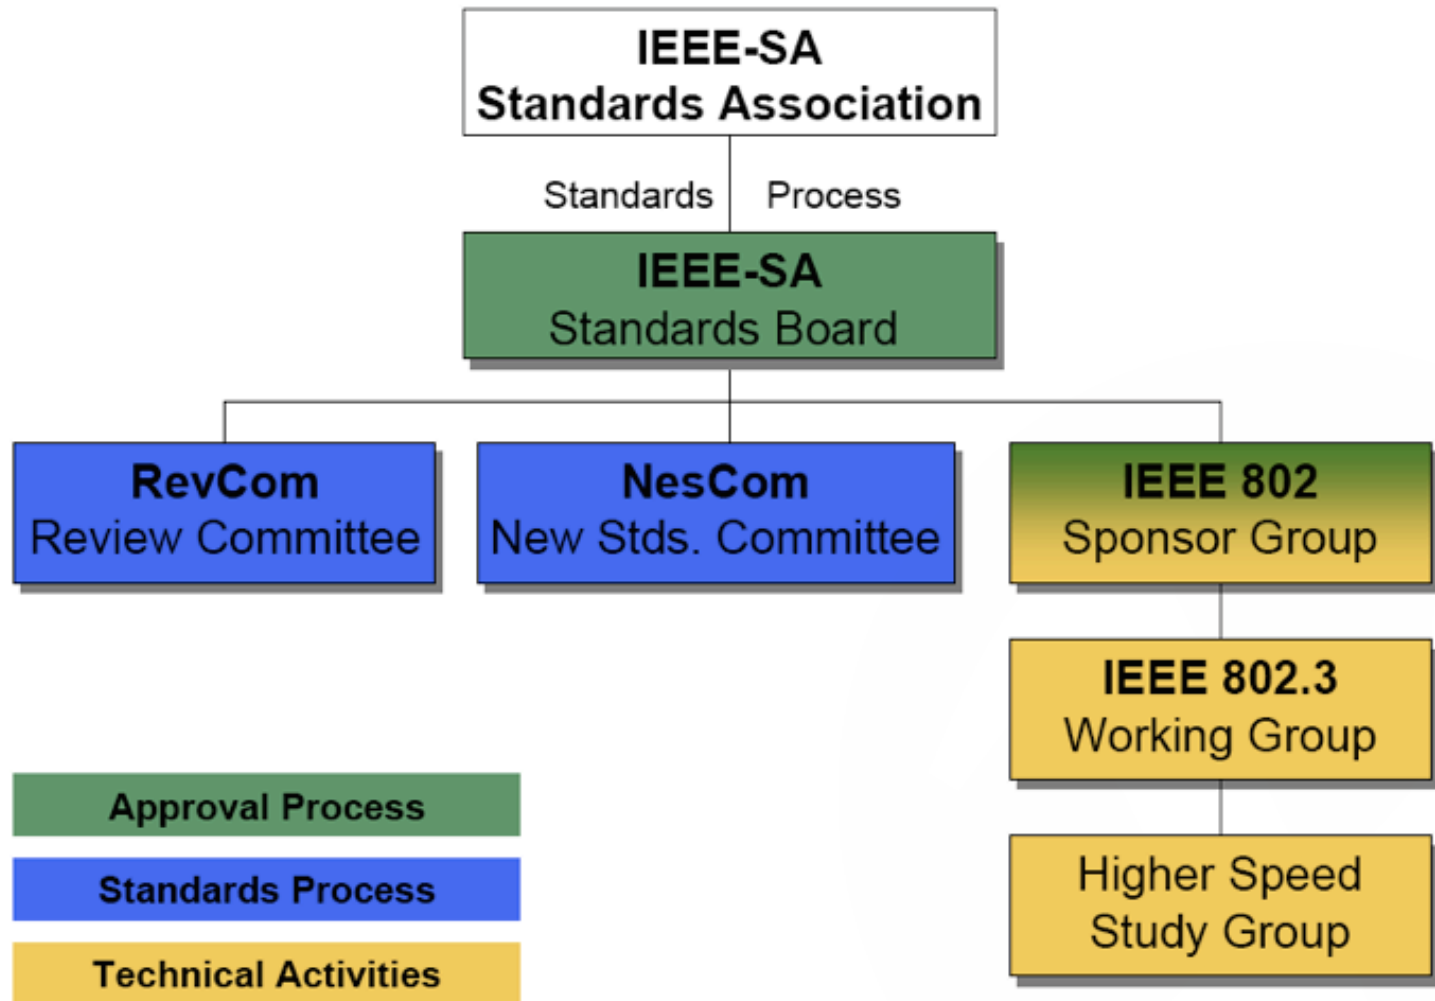 IEEE-SA
Standards Association
Standards Process
IEEE-SA
Standards Board
RevCom
Review Committee
NesCom
New Stds. Committee
IEEE 802
Sponsor Group
IEEE 802.3
Working Group
Higher Speed
Study Group
Approval Process
Standards Process
Technical Activities